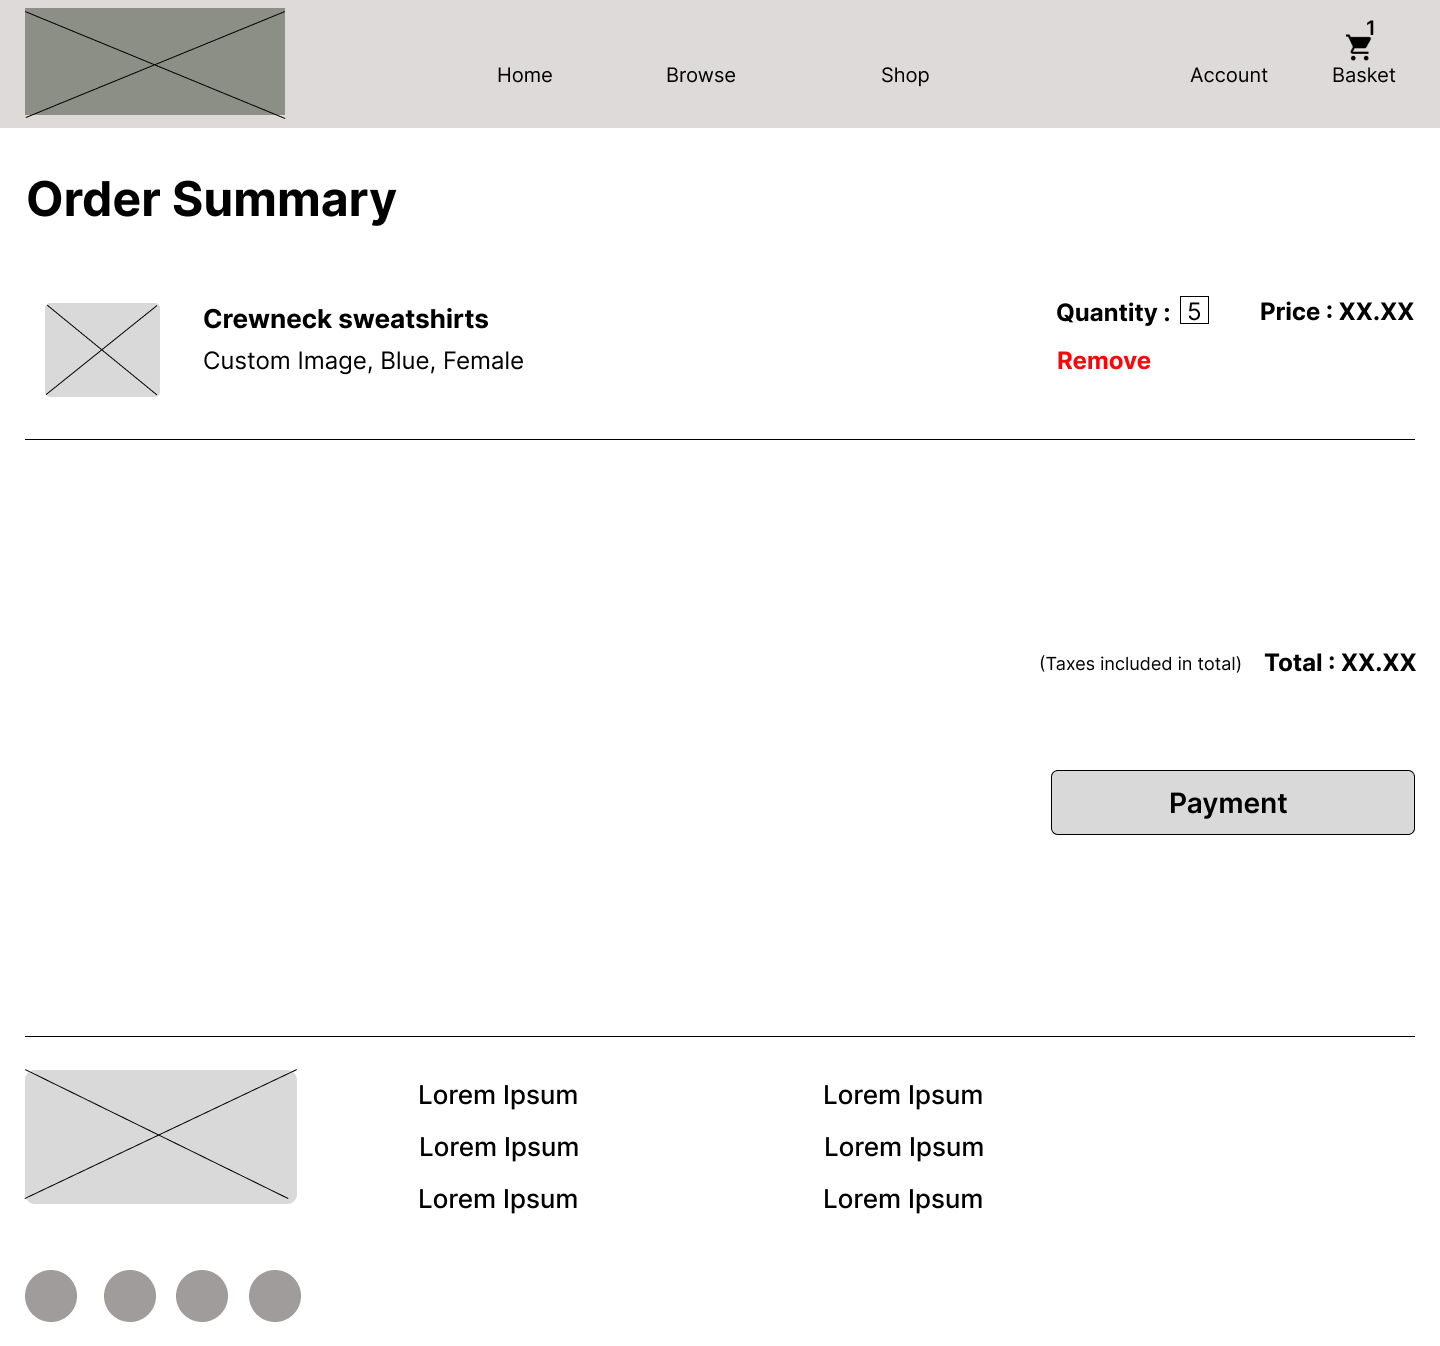 1
Home Browse Shop Account Basket
Order Summary
Crewneck sweatshirts
Custom Image, Blue, Female
Quantity : 5 Price : XX.XX
Remove
(Taxes included in total) Total : XX.XX
Payment
Lorem Ipsum Lorem Ipsum
Lorem Ipsum Lorem Ipsum
Lorem Ipsum Lorem Ipsum